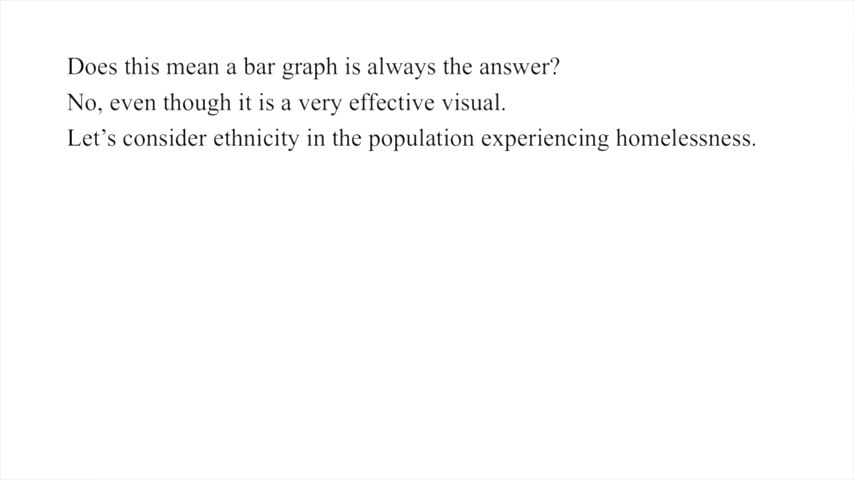 Does this mean a bar graph is always the answer?
No, even though it is a very effective visual.
Let’s consider ethnicity in the population experiencing homelessness.